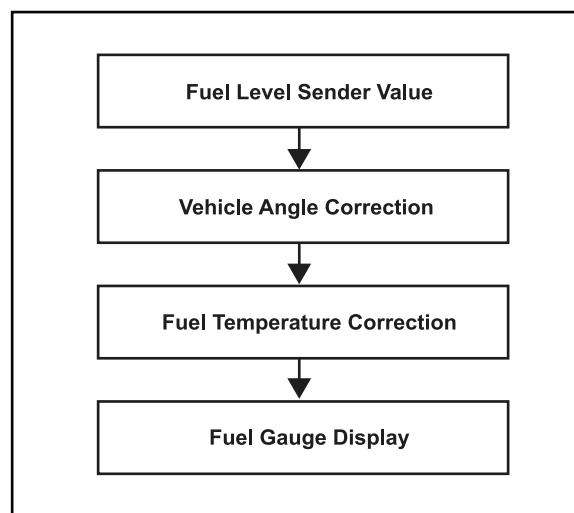 Fuel Level Sender Value
Vehicle Angle Correction
Fuel Temperature Correction
Fuel Gauge Display